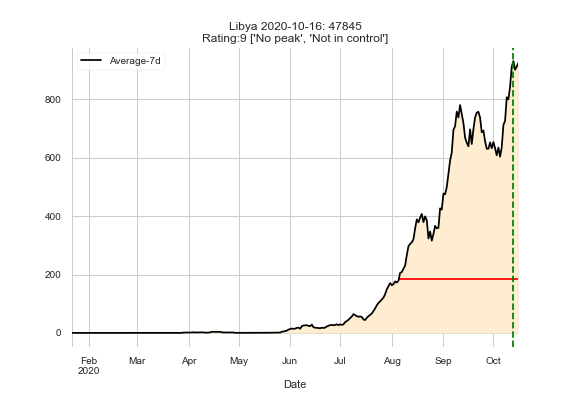 Libya 2020-10-16: 47845
Rating:9 ['No peak', 'Not in control']
Average-7d
800
600
400
200
0
Feb Mar Apr May Jun Jul Aug Sep Oct
2020
Date